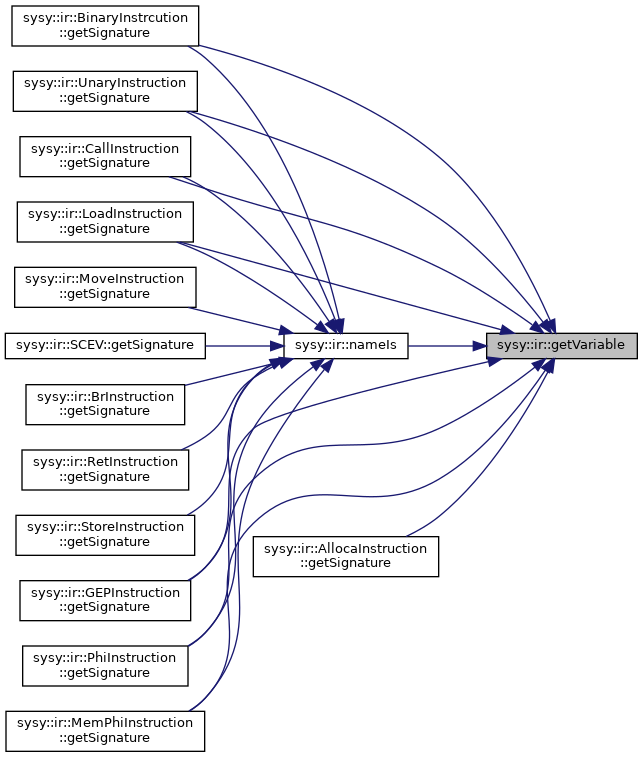 sysy::ir::BinaryInstrcution
::getSignature
sysy::ir::UnaryInstruction
::getSignature
sysy::ir::CallInstruction
::getSignature
sysy::ir::LoadInstruction
::getSignature
sysy::ir::MoveInstruction
::getSignature
sysy::ir::SCEV::getSignature
sysy::ir::nameIs
sysy::ir::getVariable
sysy::ir::BrInstruction
::getSignature
sysy::ir::RetInstruction
::getSignature
sysy::ir::StoreInstruction
::getSignature
sysy::ir::AllocaInstruction
::getSignature
sysy::ir::GEPInstruction
::getSignature
sysy::ir::PhiInstruction
::getSignature
sysy::ir::MemPhiInstruction
::getSignature